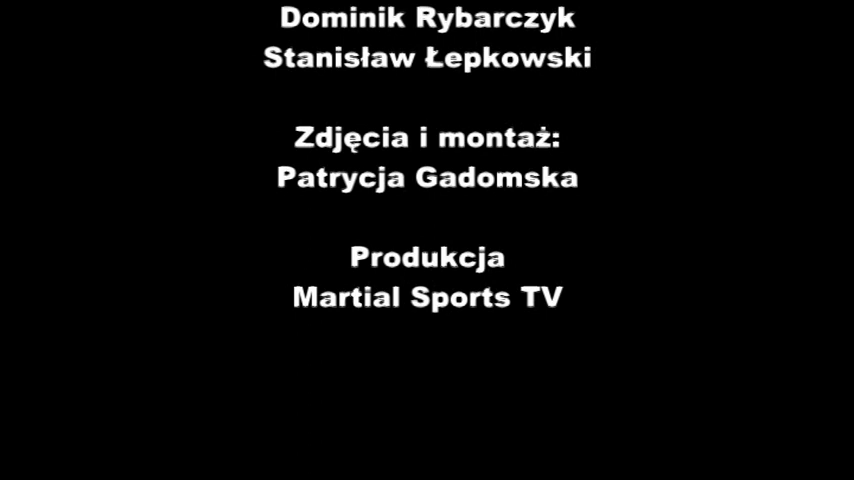 Dominik Rybarczyk
Stanisław Łepkowski
Zdjęcia i montaż:
Patrycja Gadomska
Produkcja
Martial Sports TV